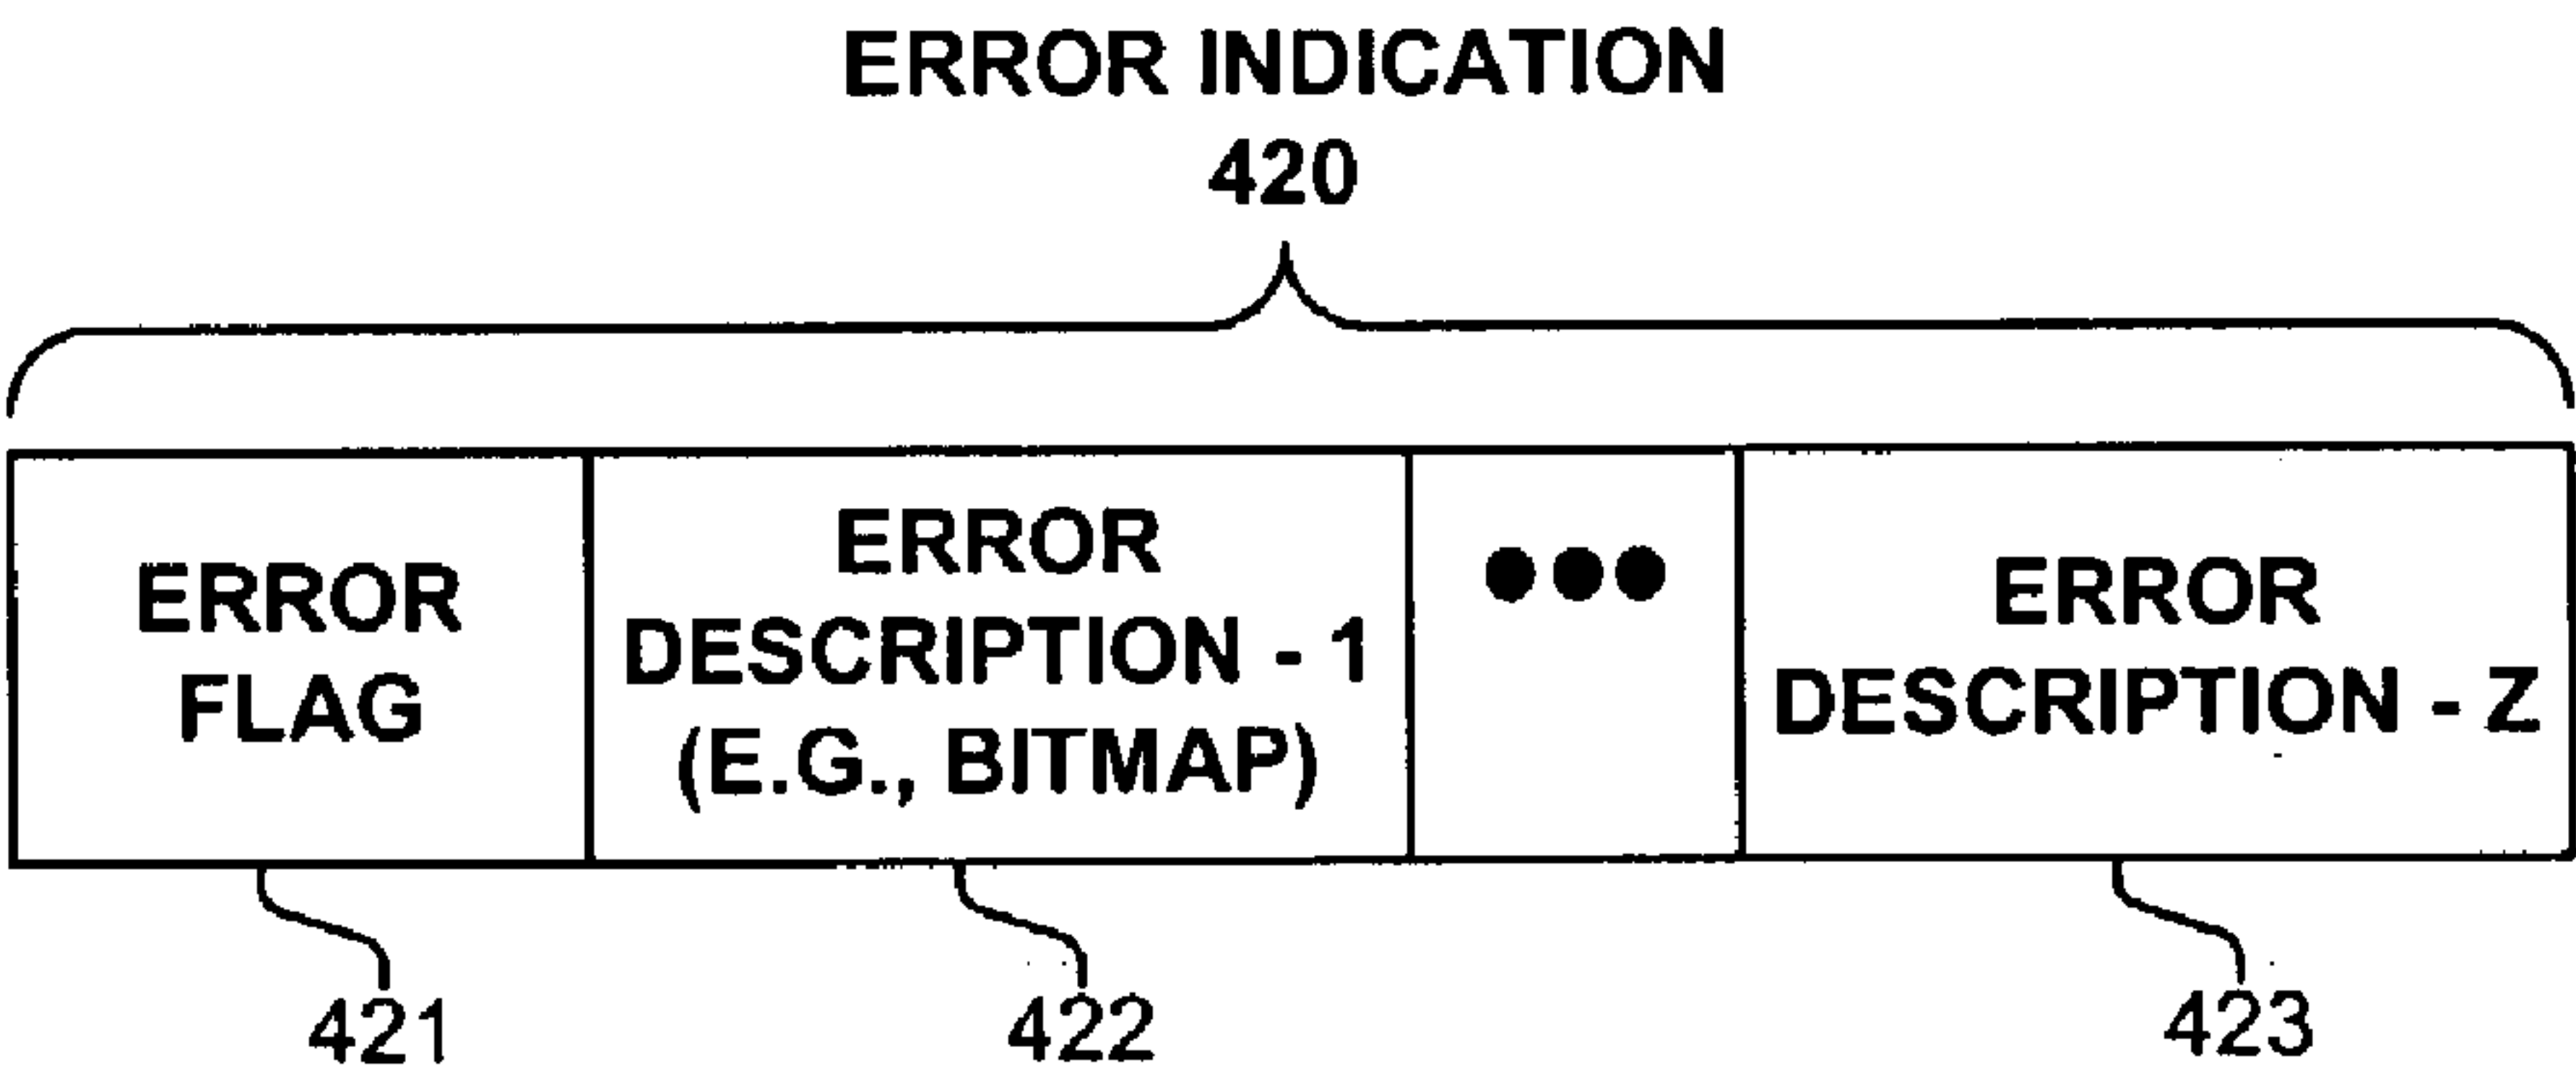 ERROR INDICATION
420
ERROR
FLAG
ERROR
DESCRIPTION - 1
(E.G., BITMAP)
●●●
ERROR
DESCRIPTION - Z
421
422
423